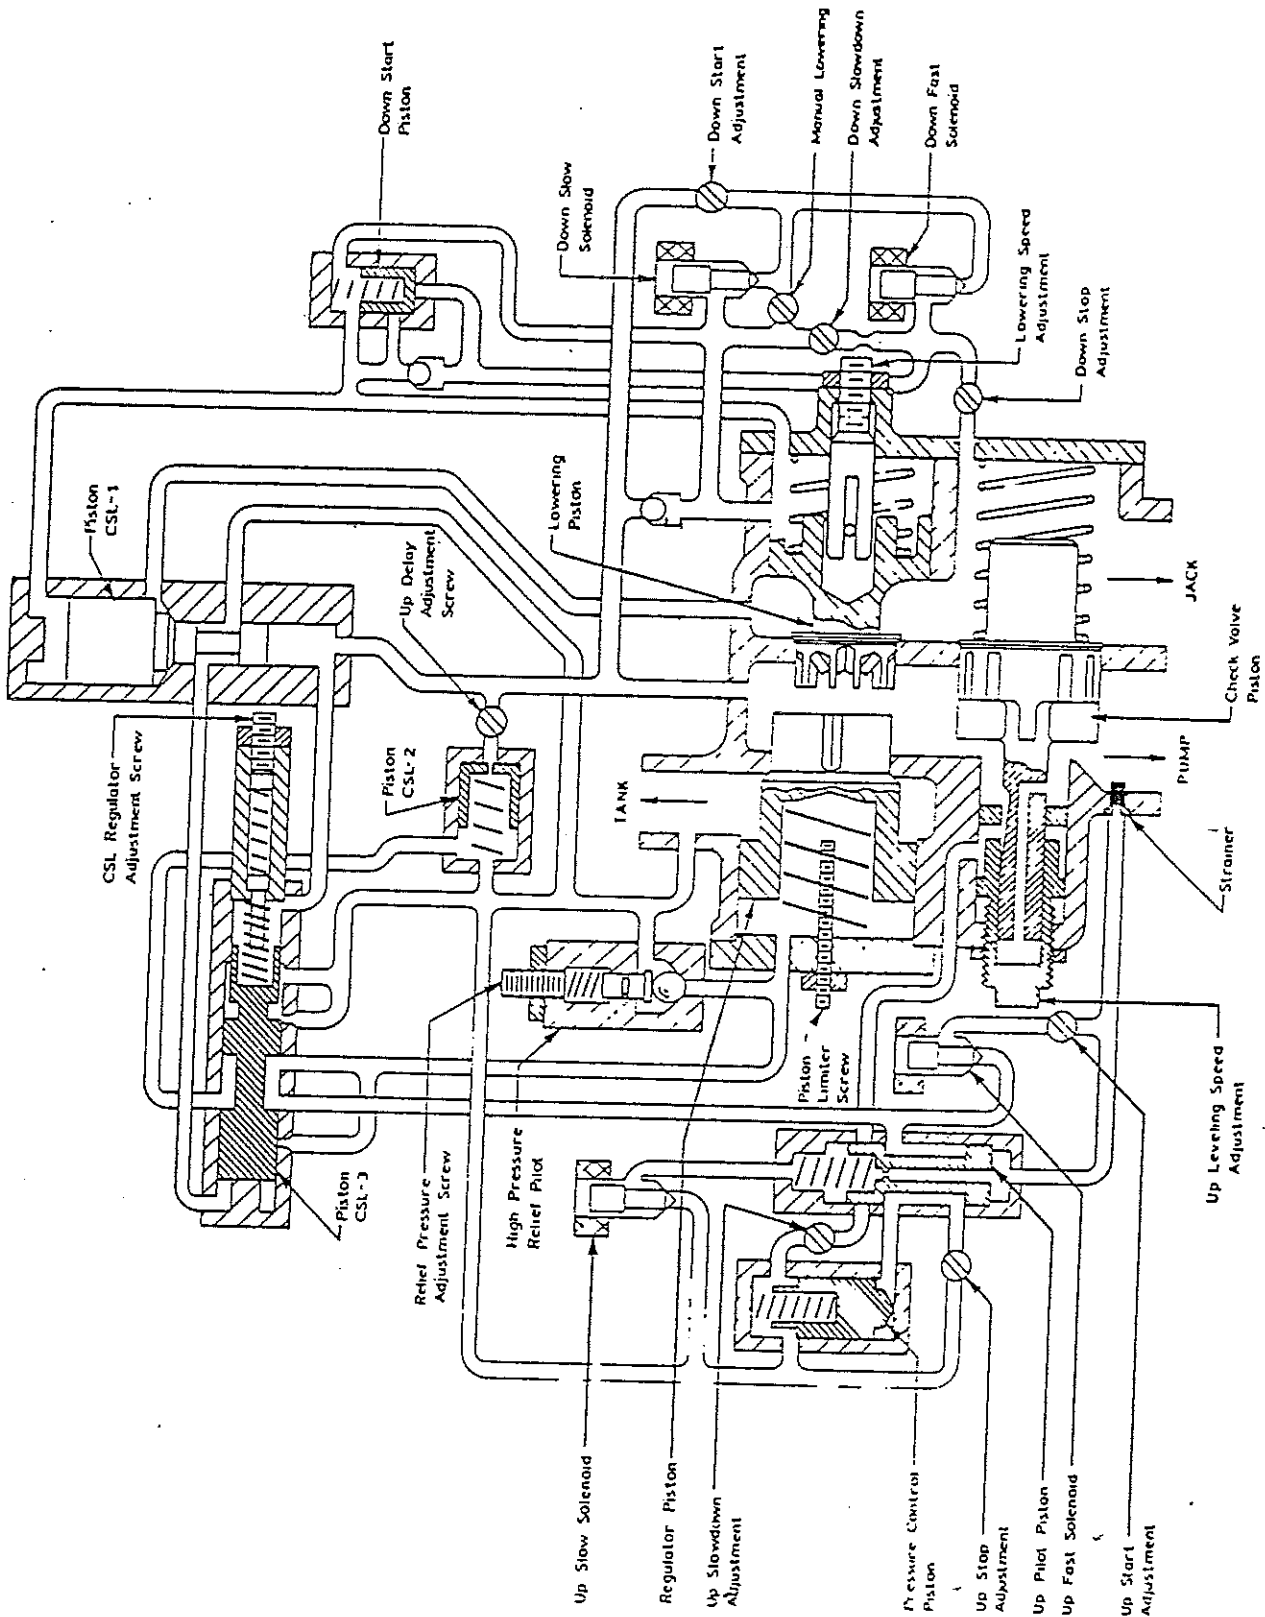 Down Start
Piston
Down Slow
Solenoid
Down Start
Adjustment
Manual Lowering
Down Slowdown
Adjustment
Down Fast
Solenoid
Lowering Speed
Adjustment
Down Stop
Adjustment
Piston
CSL-1
Up Delay
Adjustment
Screw
Lowering
Piston
JACK
Check Valve
Piston
CSL Regulator
Adjustment Screw
Piston
CSL-2
TANK
PUMP
Strainer
Piston
CSL-3
Relief Pressure
Adjustment Screw
High Pressure
Relief Pilot
Piston
Limiter
Screw
Up Leveling Speed
Adjustment
Up Slow Solenoid
Regulator Piston
Up Slowdown
Adjustment
Pressure Control
Piston
Up Stop
Adjustment
Up Pilot Piston
Up Fast Solenoid
Up Start
Adjustment